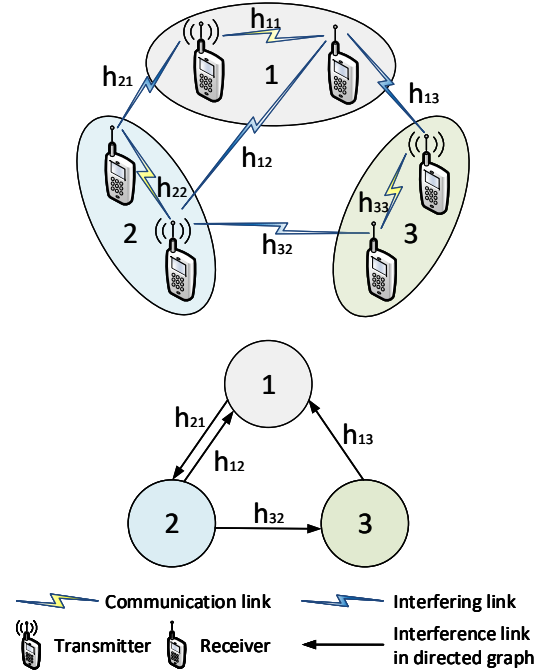 h11
1
h21
h13
h12
h22
h33
2
3
h32
1
h21
h12
h13
2
h32
3
Communication link
Interfering link
Transmitter
Receiver
Interference link
in directed graph